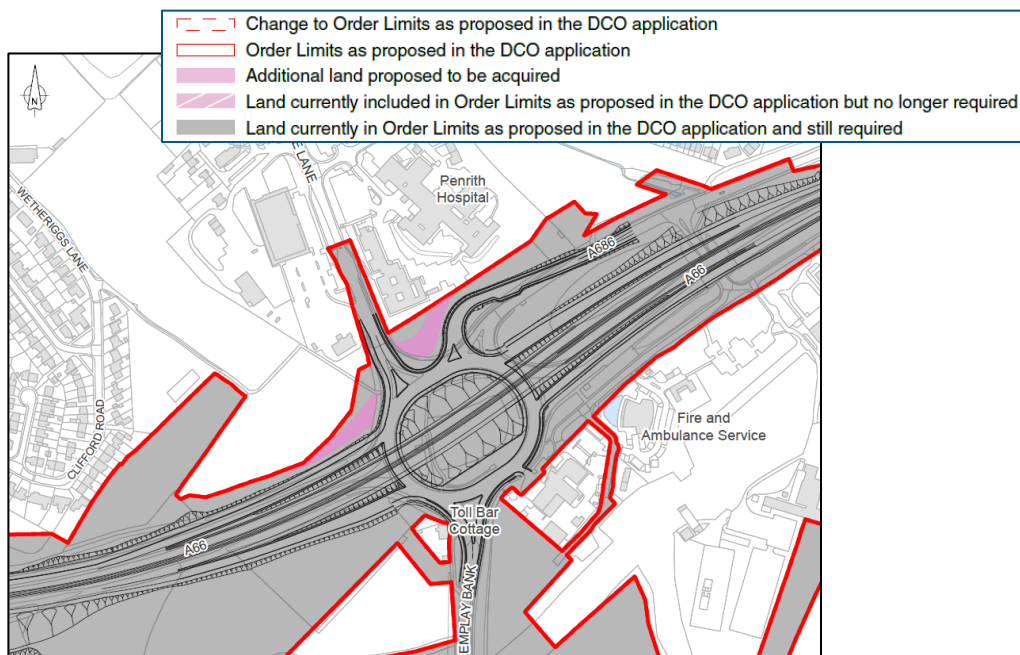 Change to Order Limits as proposed in the DCO application
Order Limits as proposed in the DCO application
Additional land proposed to be acquired
Land currently included in Order Limits as proposed in the DCO application but no longer required
Land currently in Order Limits as proposed in the DCO application and still required
N
E LANE
Penrith
Hospital
WETHERIGGS LANE
A686
A66
CLIFFORD ROAD
Fire and
Ambulance Service
Toll Bar
Cottage
A66
KEMPLAY BANK